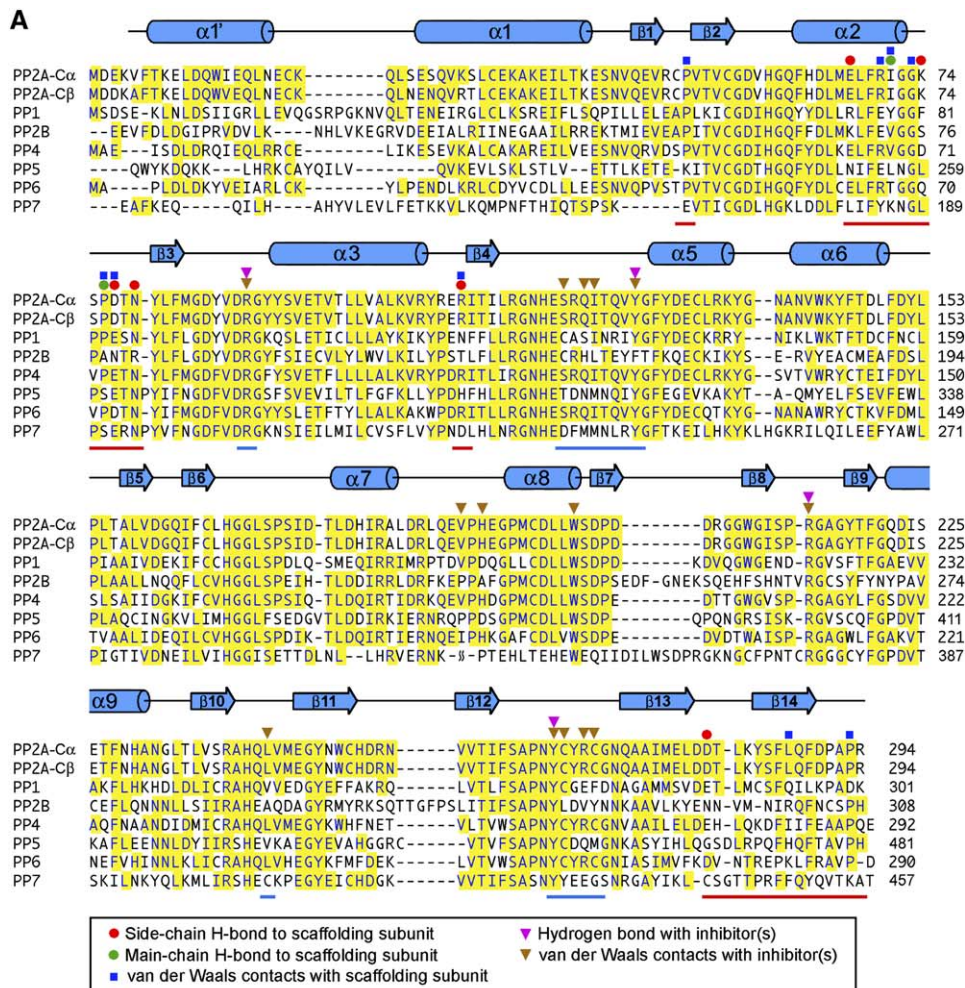 A
α1' α1 β1 β2 α2
PP2A-Cα MDEKVFTKELDQWIEQLNECK--------QLSESQVKSLCEKAKEILTKESNVQEVRCPVTVCGDVHGQFHDLMELFRIGGK 74
PP2A-Cβ MDDKAFTKELDQWVEQLNECK--------QLNENQVRTLCEKAKEILTKESNVQEVRCPVTVCGDVHGQFHDLMELFRIGGK 74
PP1 MSDSE-KLNLDSIIGRLLEVQGSRPGKNVQLTENEIRGLCLKSREIFLSQPILLELEAPLKICGDIHGQYYDLLRLFEYGGF 81
PP2B ---EEVFDLDGIPRVDVLK----NHLVKEGRVDEEIALRIINEGAAILRREKTMIEVEAPITVCGDIHGQFFDLMKLFEVGGS 76
PP4 MAE---ISDLDRQIEQLRRCE--------LIKESEVKALCAKAREILVEESNVQRVDSPVTVCGDIHGQFYDLKELFRVGGD 71
PP5 --QWYKDQKK---LHRKCAYQILV------QVKEVLSKLSTLV--ETTLKETE-KITVCGDTHGQFYDLLNIFELNGL 259
PP6 MA---PLDLDKYVEIARLCK--------YLPENDLKRLCDYVCDLLLEESNVQPVSTPVTVCGDIHGQFYDLCELFRTGGQ 70
PP7 ---EAFKEQ---QILH---AHYVLEVLFETKKVLKQMPNFTHIQTSPSK-----EVTICGDLHGKLDDLFLIFYKNGL 189
β3 α3 β4 α5 α6
PP2A-Cα SPDTN-YLFMGDYVDRGYYSVETVTLLVALKVRYRERITILRGNHESRQITQVYGFYDECLRKYG--NANVWKYFTDLFDYL 153
PP2A-Cβ SPDTN-YLFMGDYVDRGYYSVETVTLLVALKVRYPERITILRGNHESRQITQVYGFYDECLRKYG--NANVWKYFTDLFDYL 153
PP1 PPESN-YLFLGDYVDRGKQSLETICLLLAYKIKYPENFFLLRGNHECASINRIYGFYDECKRRY---NIKLWKTFTDCFNCL 159
PP2B PANTR-YLFLGDYVDRGYFSIECVLYLWVLKILYPSTLFLLRGNHECRHLTEYFTFKQECKIKYS--E-RVYEACMEAFDSL 194
PP4 VPETN-YLFMGDFVDRGFYSVETFLLLLALKVRYPDRITLIRGNHESRQITQVYGFYDECLRKYG--SVTVWRYCTEIFDYL 150
PP5 PSETNPYIFNGDFVDRGSFSVEVILTLFGFKLLYPDHFHLLRGNHETDNMNQIYGFEGEVKAKYT--A-QMYELFSEVFEWL 338
PP6 VPDTN-YIFMGDFVDRGYYSLETFTYLLALKAKWPDRITLLRGNHESRQITQVYGFYDECQTKYG--NANAWRYCTKVFDML 149
PP7 PSERNPYVFNGDFVDRGKNSIEILMILCVSFLVYPNDLHLNRGNHEDFMMNLRYGFTKEILHKYKLHGKRILQILEEFYAWL 271
β5 β6 α7 α8 β7 β8 β9
PP2A-Cα PLTALVDGQIFCLHGGLSPSID-TLDHIRALDRLQEVPHEGPMCDLLWSDPD--------DRGGWGISP-RGAGYTFGQDIS 225
PP2A-Cβ PLTALVDGQIFCLHGGLSPSID-TLDHIRALDRLQEVPHEGPMCDLLWSDPD--------DRGGWGISP-RGAGYTFGQDIS 225
PP1 PIAAIVDEKIFCCHGGLSPDLQ-SMEQIRRIMRPTDVPDQGLLCDLLWSDPD--------KDVQGWGEND-RGVSFTFGAEVV 232
PP2B PLAALLNQQFLCVHGGLSPEIH-TLDDIRRLDRFKEPPAFGPMCDLLWSDPSEDFGNEKSQEHFSHNTVRGCSYFYNYPAV 274
PP4 SLSAIIDGKIFCVHGGLSPSIQ-TLDQIRTIDRKQEVPHDGPMCDLLWSDPE--------DTTGWGVSP-RGAGYLFGSDVV 222
PP5 PLAQCINGKVLIMHGGLFSEDGVTLDDIRKIERNRQPPDSGPMCDLLWSDPQ--------PQNGRSISK-RGVSCQFGPDVT 411
PP6 TVAALIDEQILCVHGGLSPDIK-TLDQIRTIERNQEIPHKGAFCDLVWSDPE--------DVDTWAISP-RGAGWLFGAKVT 221
PP7 PIGTIVDNEILVIHGGISETTDLNL--LHRVERNK-⫽-PTEHLTEHEWEQIIDILWSDPRGKNGCFPNTCRGGGCYFGPDVT 387
α9 β10 β11 β12 β13 β14
PP2A-Cα ETFNHANGLTLVSRAHQLVMEGYNWCHDRN------VVTIFSAPNYCYRCGNQAAIMELDDT-LKYSFLQFDPAPR 294
PP2A-Cβ ETFNHANGLTLVSRAHQLVMEGYNWCHDRN------VVTIFSAPNYCYRCGNQAAIMELDDT-LKYSFLQFDPAPR 294
PP1 AKFLHKHDLDLICRAHQVVEDGYEFFAKRQ------LVTLFSAPNYCGEFDNAGAMMSVDET-LMCSFQILKPADK 301
PP2B CEFLQNNNLLSIIRAHEAQDAGYRMYRKSQTTGFPSLITIFSAPNYLDVYNNKAAVLKYENN-VM-NIRQFNCSPH 308
PP4 AQFNAANDIDMICRAHQLVMEGYKWHFNET------VLTVWSAPNYCYRCGNVAAILELDEH-LQKDFIIFEAAPQE 292
PP5 KAFLEENNLDYIIRSHEVKAEGYEVAHGGRC-----VTVFSAPNYCDQMGNKASYIHLQGSDLRPQFHQFTAVPH 481
PP6 NEFVHINNLKLICRAHQLVHEGYKFMFDEK------LVTVWSAPNYCYRCGNIASIMVFKDV-NTREPKLFRAVP-D 290
PP7 SKILNKYQLKMLIRSHECKPEGYEICHDGK------VVTIFSASNYYEEGSNRGAYIKL-CSGTTPRFFQYQVTKAT 457
Side-chain H-bond to scaffolding subunit Hydrogen bond with inhibitor(s)
Main-chain H-bond to scaffolding subunit van der Waals contacts with inhibitor(s)
van der Waals contacts with scaffolding subunit